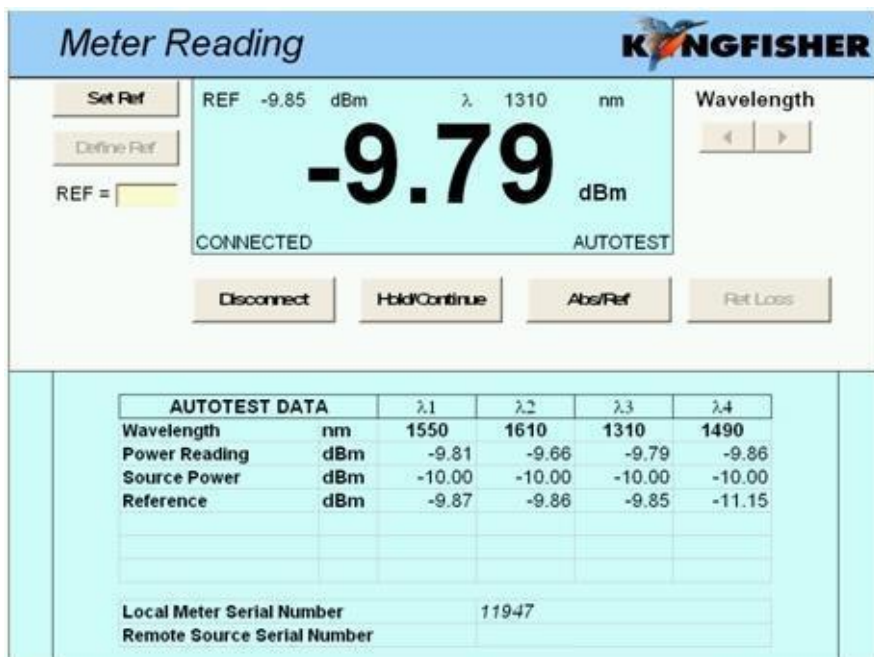 Meter Reading
KINGFISHER
Set Ref
REF -9.85 dBm λ 1310 nm
Wavelength
Define Ref
-9.79 dBm
REF =
CONNECTED AUTOTEST
Disconnect Hold/Continue Abs/Ref Ret Loss
AUTOTEST DATA λ1 λ2 λ3 λ4
Wavelength nm 1550 1610 1310 1490
Power Reading dBm -9.81 -9.66 -9.79 -9.86
Source Power dBm -10.00 -10.00 -10.00 -10.00
Reference dBm -9.87 -9.86 -9.85 -11.15
Local Meter Serial Number 11947
Remote Source Serial Number